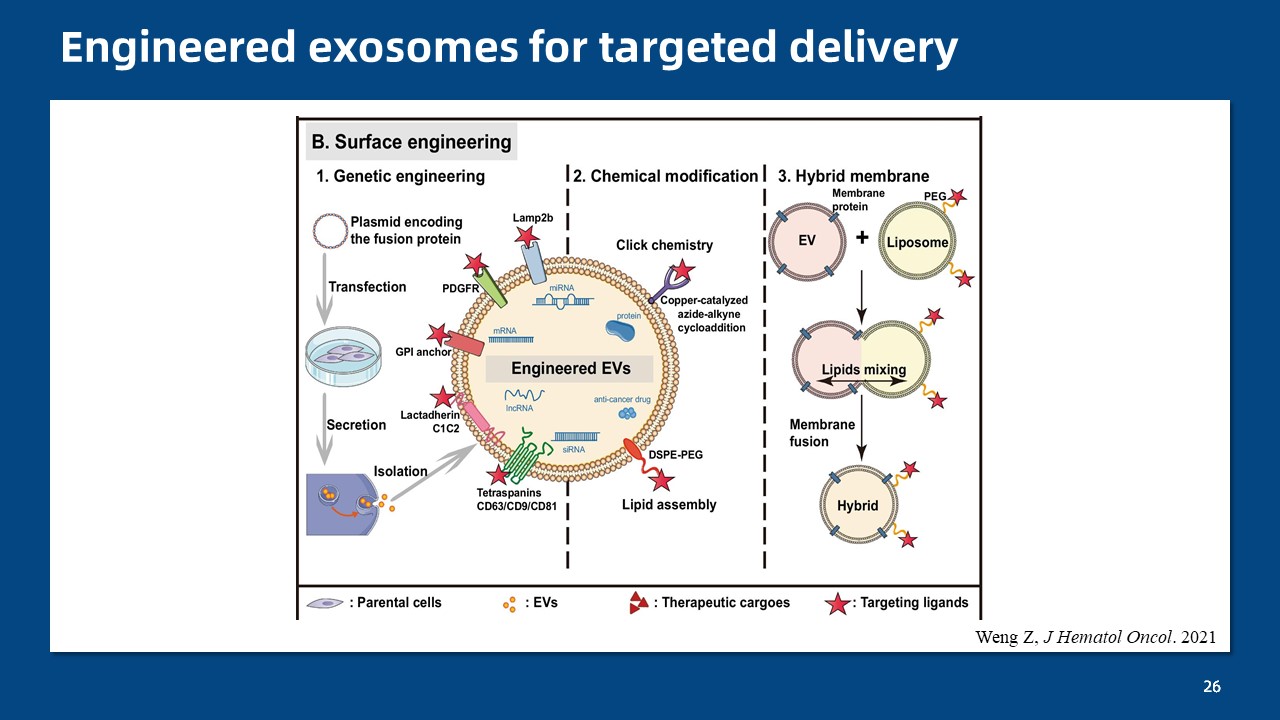 Engineered exosomes for targeted delivery
B. Surface engineering
1. Genetic engineering
2. Chemical modification
3. Hybrid membrane
Plasmid encoding
the fusion protein
Transfection
Secretion
Isolation
Lamp2b
PDGFR
GPI anchor
Lactadherin
C1C2
Tetraspanins
CD63/CD9/CD81
miRNA
mRNA
protein
Engineered EVs
lncRNA
anti-cancer drug
siRNA
Click chemistry
Copper-catalyzed
azide-alkyne
cycloaddition
DSPE-PEG
Lipid assembly
Membrane
protein
PEG
EV
+
Liposome
Lipids mixing
Membrane
fusion
Hybrid
: Parental cells
: EVs
: Therapeutic cargoes
: Targeting ligands
Weng Z, J Hematol Oncol. 2021
26